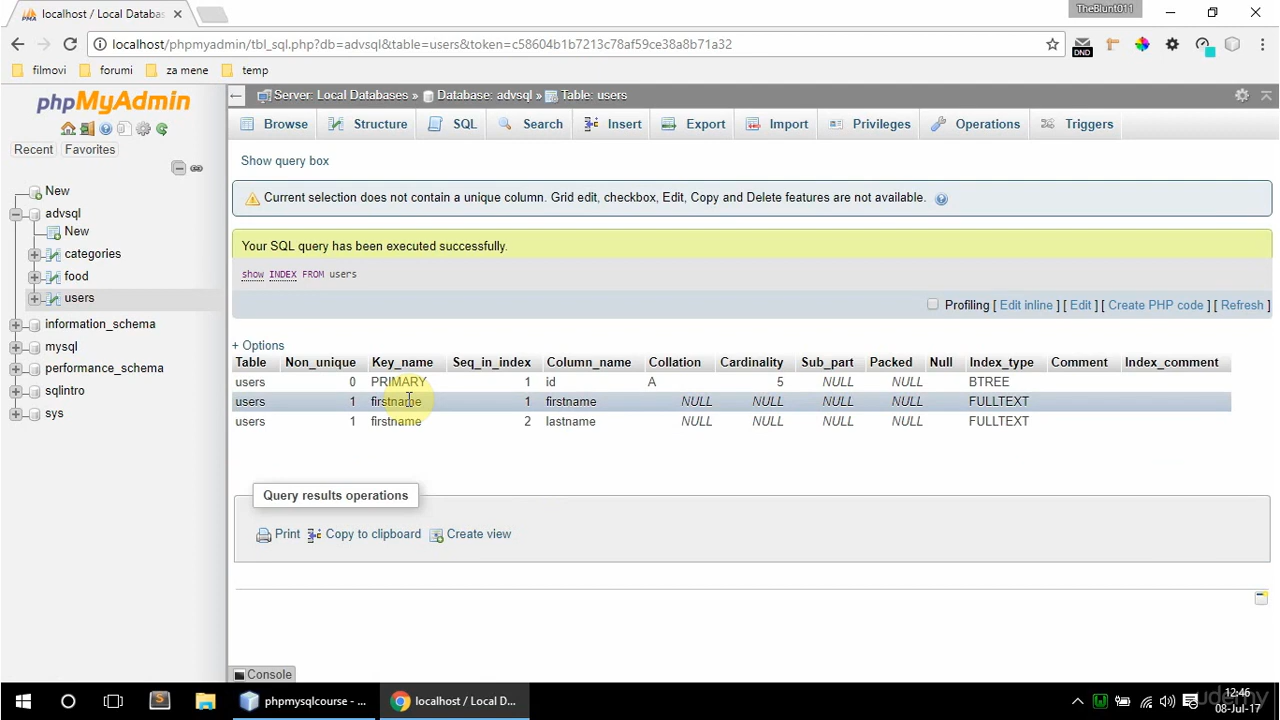 localhost / Local Databas
TheBlunt011
localhost/phpmyadmin/tbl_sql.php?db=advsql&table=users&token=c58604b1b7213c78af59ce38a8b71a32
DND
filmovi forumi za mene temp
phpMyAdmin
Recent Favorites
New
advsql
New
categories
food
users
information_schema
mysql
performance_schema
sqlintro
sys
Server: Local Databases » Database: advsql » Table: users
Browse Structure SQL Search Insert Export Import Privileges Operations Triggers
Show query box
Current selection does not contain a unique column. Grid edit, checkbox, Edit, Copy and Delete features are not available.
Your SQL query has been executed successfully.
show INDEX FROM users
Profiling [ Edit inline ] [ Edit ] [ Create PHP code ] [ Refresh ]
+ Options
Table Non_unique Key_name Seq_in_index Column_name Collation Cardinality Sub_part Packed Null Index_type Comment Index_comment
users 0 PRIMARY 1 id A 5 NULL NULL BTREE
users 1 firstname 1 firstname NULL NULL NULL NULL FULLTEXT
users 1 firstname 2 lastname NULL NULL NULL NULL FULLTEXT
Query results operations
Print Copy to clipboard Create view
Console
phpmysqlcourse - ...
localhost / Local D...
12:46
08-Jul-17
udemy